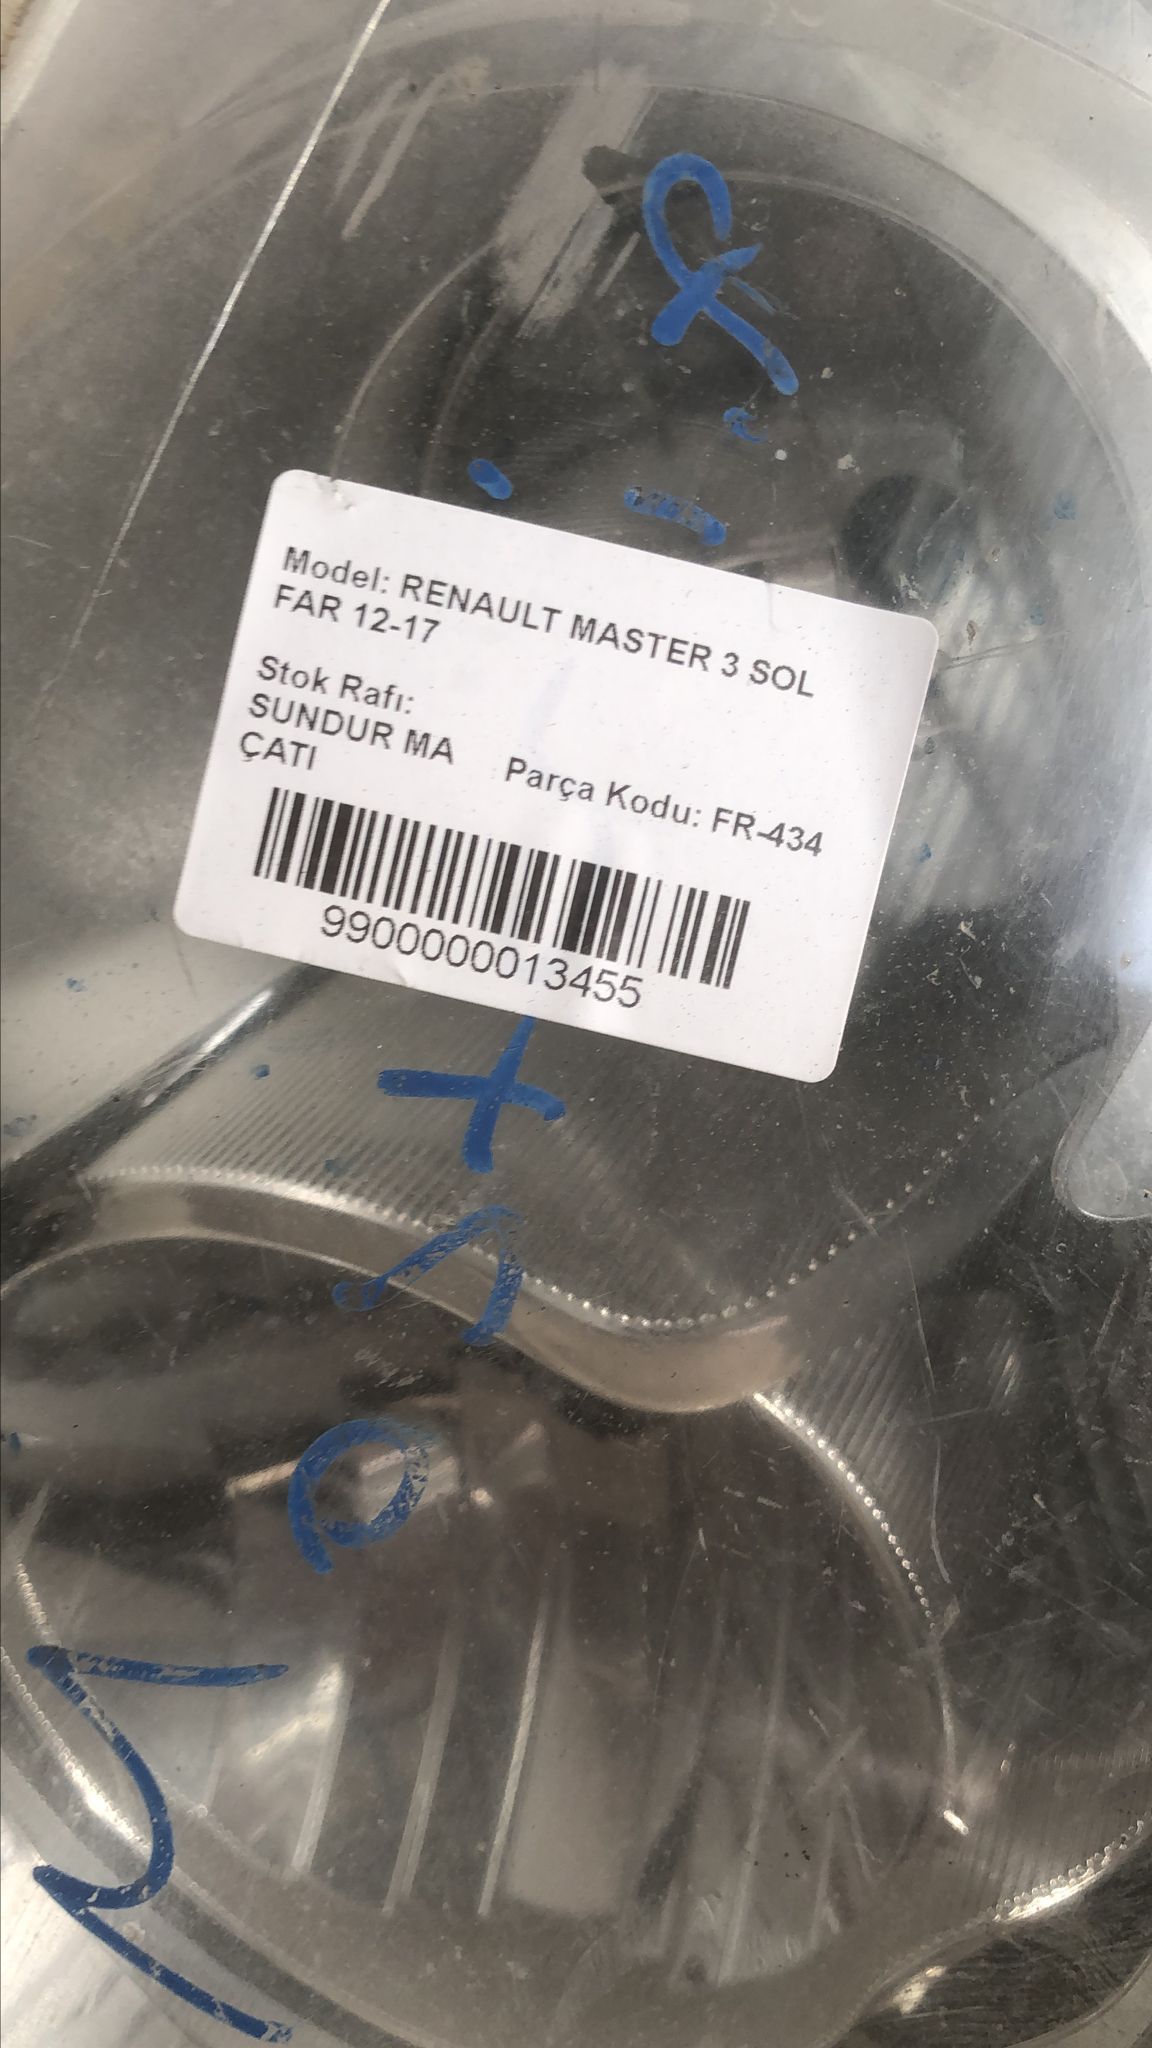 Model: RENAULT MASTER 3 SOL
FAR 12-17
Stok Rafı:
SUNDUR MA
ÇATI
Parça Kodu: FR-434
9900000013455